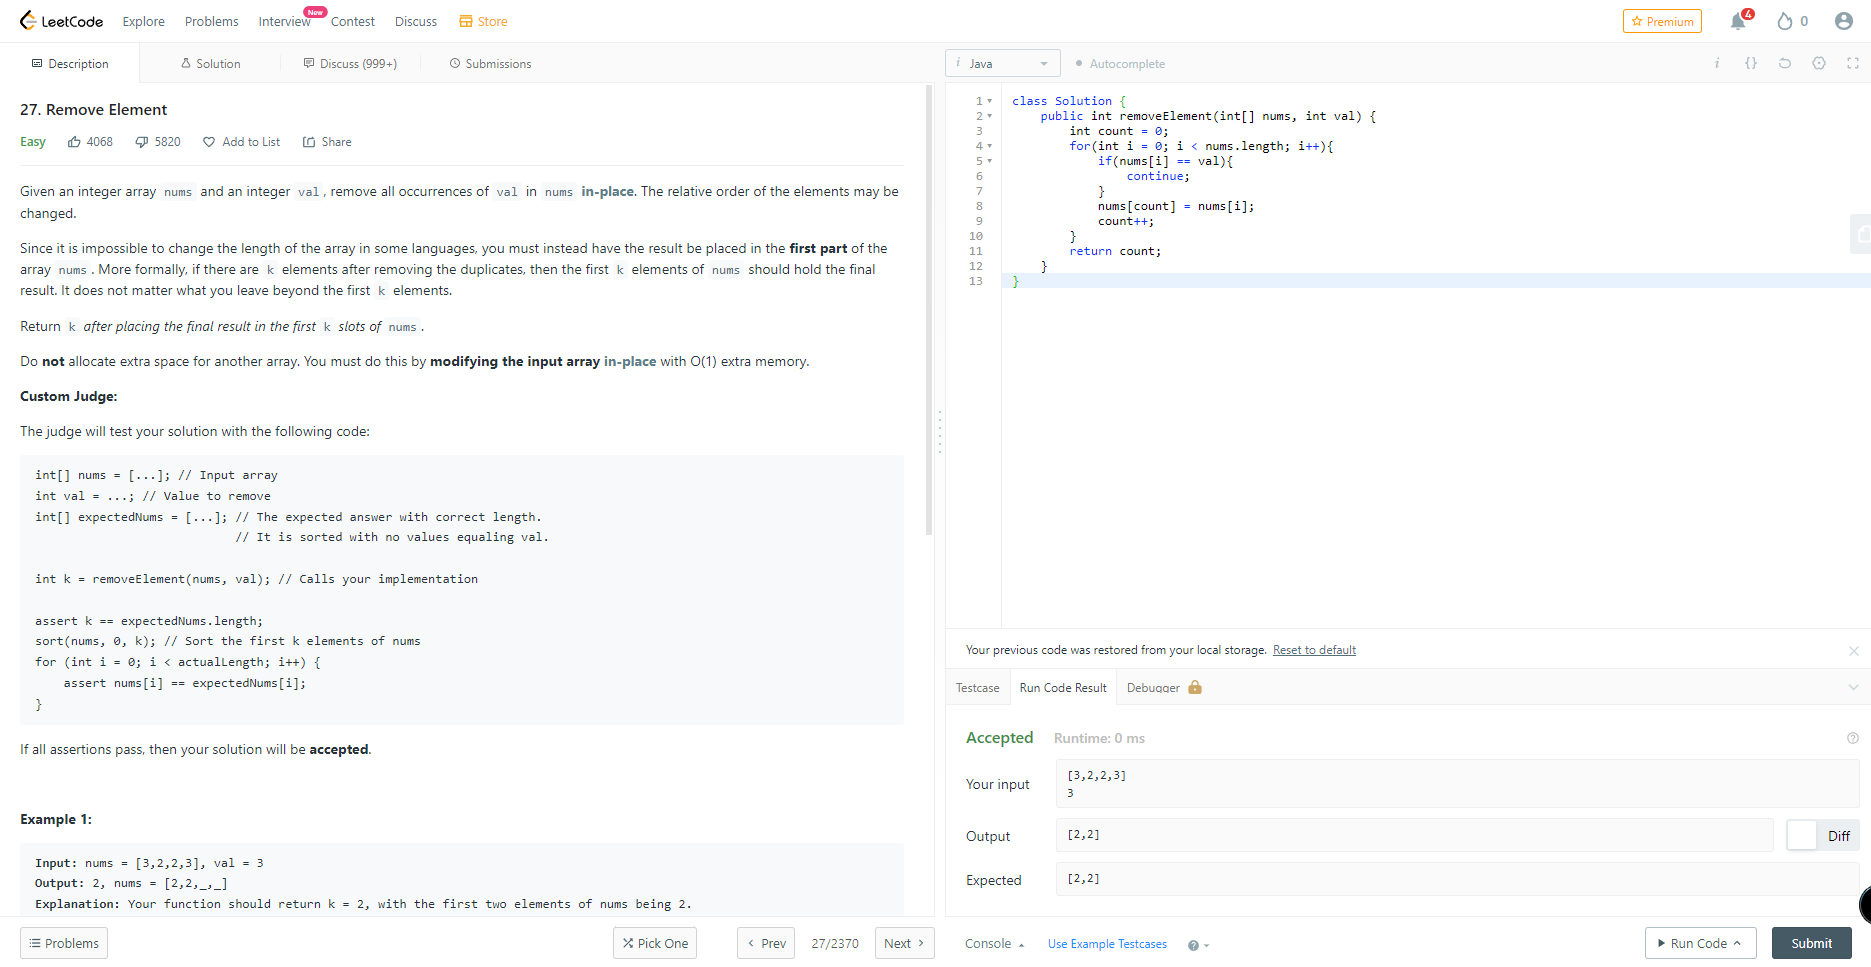 LeetCode Explore Problems Interview New Contest Discuss Store Premium 4 0
Description Solution Discuss (999+) Submissions
27. Remove Element
Easy 4068 5820 Add to List Share
Given an integer array nums and an integer val, remove all occurrences of val in nums in-place. The relative order of the elements may be
changed.
Since it is impossible to change the length of the array in some languages, you must instead have the result be placed in the first part of the
array nums. More formally, if there are k elements after removing the duplicates, then the first k elements of nums should hold the final
result. It does not matter what you leave beyond the first k elements.
Return k after placing the final result in the first k slots of nums.
Do not allocate extra space for another array. You must do this by modifying the input array in-place with O(1) extra memory.
Custom Judge:
The judge will test your solution with the following code:
int[] nums = [...]; // Input array
int val = ...; // Value to remove
int[] expectedNums = [...]; // The expected answer with correct length.
// It is sorted with no values equaling val.
int k = removeElement(nums, val); // Calls your implementation
assert k == expectedNums.length;
sort(nums, 0, k); // Sort the first k elements of nums
for (int i = 0; i < actualLength; i++) {
assert nums[i] == expectedNums[i];
}
If all assertions pass, then your solution will be accepted.
Example 1:
Input: nums = [3,2,2,3], val = 3
Output: 2, nums = [2,2,_,_]
Explanation: Your function should return k = 2, with the first two elements of nums being 2.
Problems Pick One Prev 27/2370 Next
i Java Autocomplete i {}
1 class Solution {
2 public int removeElement(int[] nums, int val) {
3 int count = 0;
4 for(int i = 0; i < nums.length; i++){
5 if(nums[i] == val){
6 continue;
7 }
8 nums[count] = nums[i];
9 count++;
10 }
11 return count;
12 }
13 }
Your previous code was restored from your local storage. Reset to default
Testcase Run Code Result Debugger
Accepted Runtime: 0 ms
Your input
[3,2,2,3]
3
Output [2,2] Diff
Expected [2,2]
Console Use Example Testcases Run Code Submit